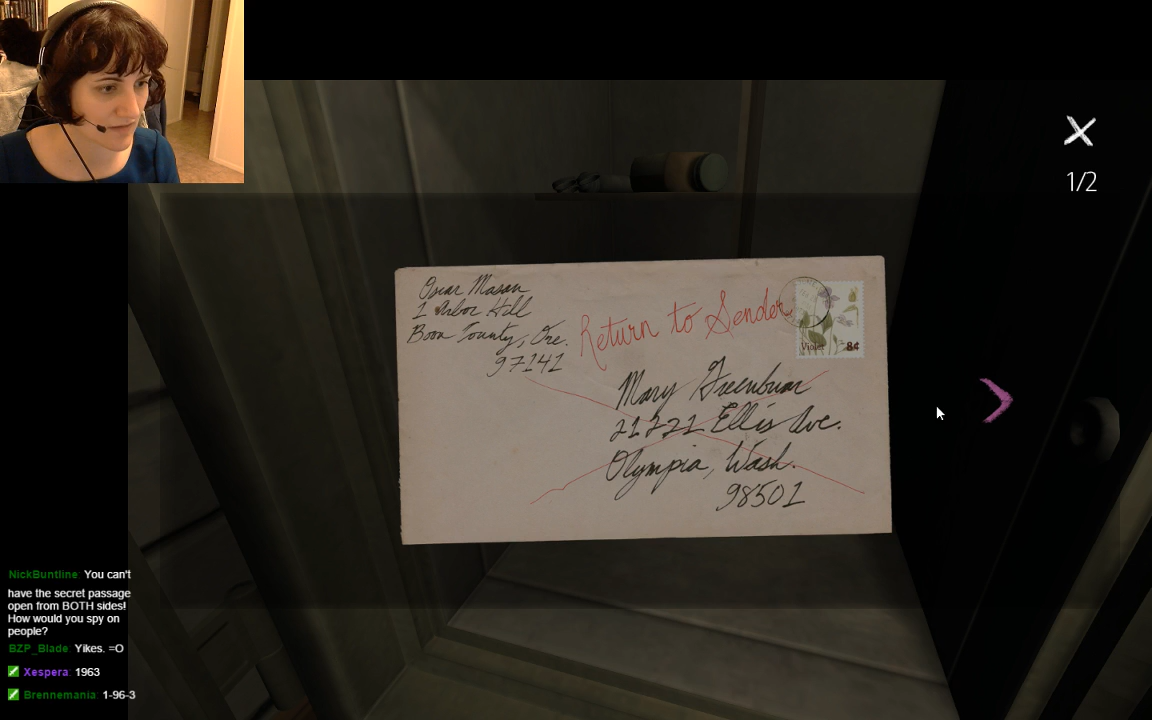 1/2
Oscar Masan
1 Arbor Hill
Boon County, Ore.
97141
Return to Sender
Violet 8¢
Mary Greenbriar
21221 Ellis Ave.
Olympia, Wash.
98501
NickBuntline: You can't
have the secret passage
open from BOTH sides!
How would you spy on
people?
BZP_Blade: Yikes. =O
Xespera: 1963
Brennemania: 1-96-3